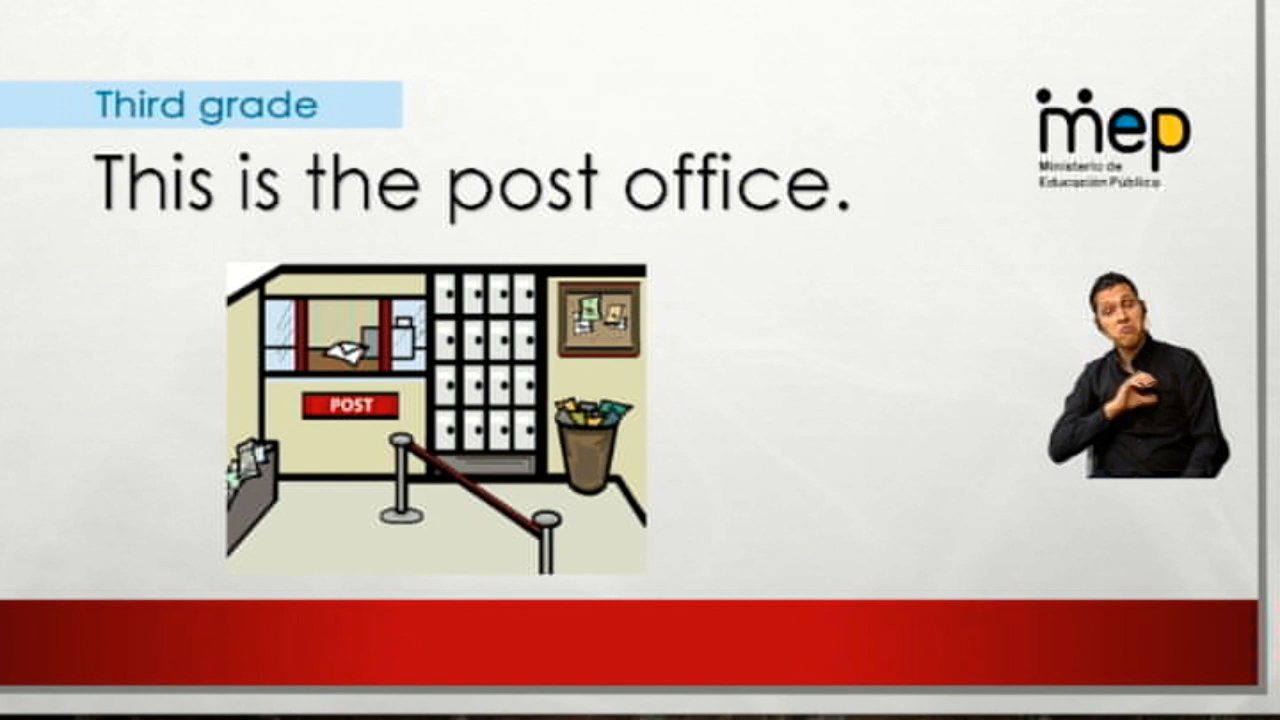 Third grade
This is the post office.
mep
Ministerio de
Educación Pública
POST